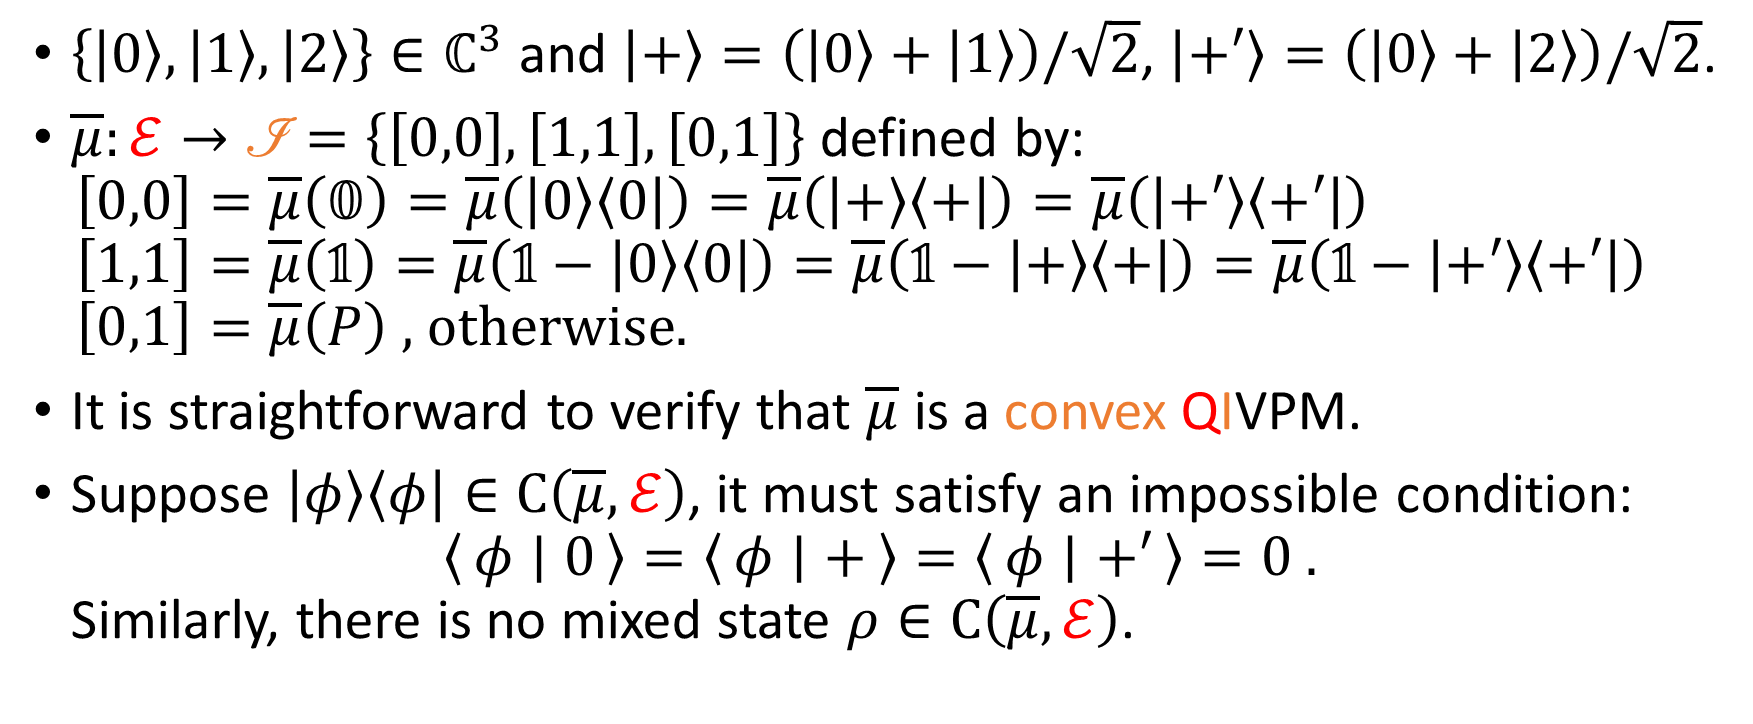 • {|0⟩, |1⟩, |2⟩} ∈ ℂ³ and |+⟩ = (|0⟩ + |1⟩)/√2, |+′⟩ = (|0⟩ + |2⟩)/√2.
• μ̅: ℰ → ℐ = {[0,0], [1,1], [0,1]} defined by:
[0,0] = μ̅(𝟘) = μ̅(|0⟩⟨0|) = μ̅(|+⟩⟨+|) = μ̅(|+′⟩⟨+′|)
[1,1] = μ̅(𝟙) = μ̅(𝟙 − |0⟩⟨0|) = μ̅(𝟙 − |+⟩⟨+|) = μ̅(𝟙 − |+′⟩⟨+′|)
[0,1] = μ̅(P) , otherwise.
• It is straightforward to verify that μ̅ is a convex QIVPM.
• Suppose |ϕ⟩⟨ϕ| ∈ C(μ̅, ℰ), it must satisfy an impossible condition:
⟨ ϕ | 0 ⟩ = ⟨ ϕ | + ⟩ = ⟨ ϕ | +′ ⟩ = 0 .
Similarly, there is no mixed state ρ ∈ C(μ̅, ℰ).